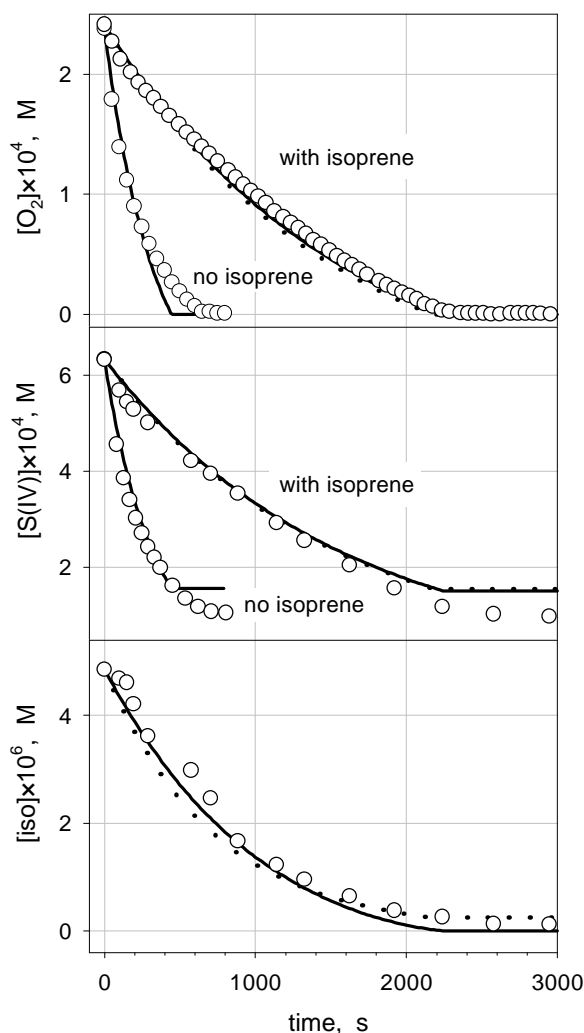 [O2]×10^4, M
2
1
0
with isoprene
no isoprene
[S(IV)]×10^4, M
6
4
2
with isoprene
no isoprene
[iso]×10^6, M
4
2
0
0
1000
2000
3000
time, s